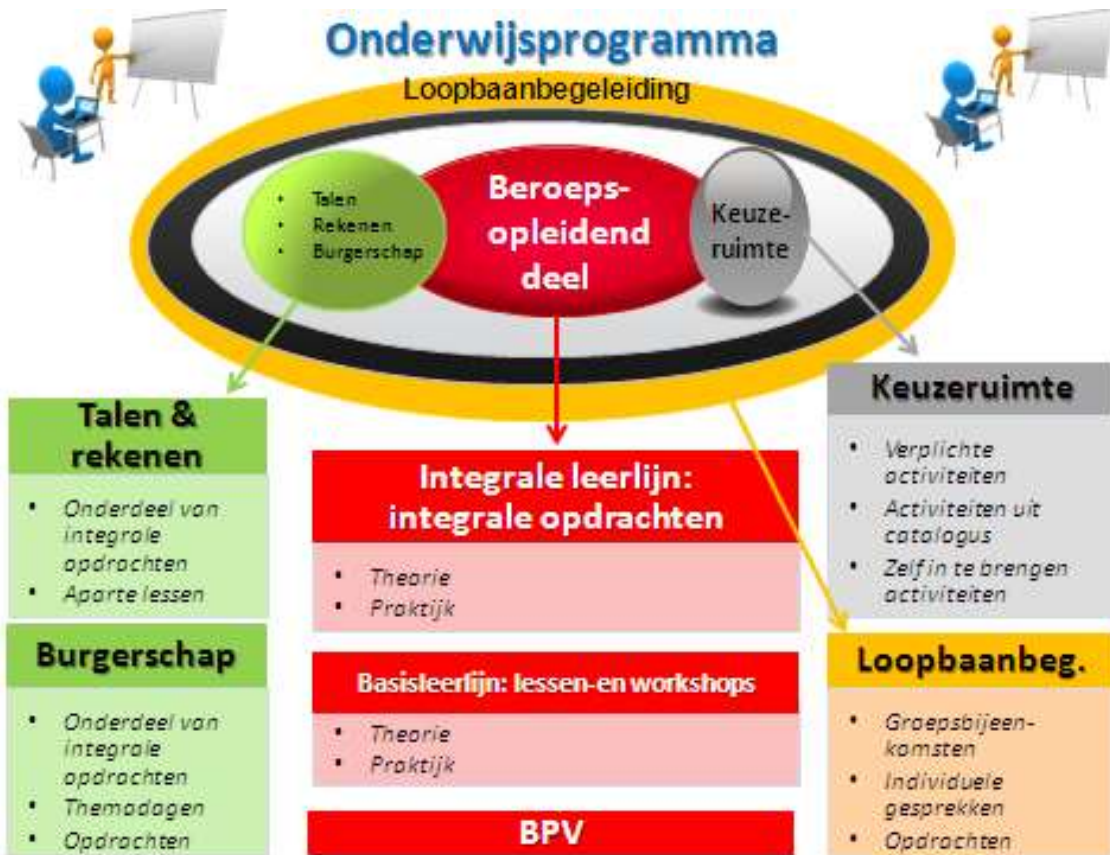 Onderwijsprogramma
Loopbaanbegeleiding
• Talen
• Rekenen
• Burgerschap
Beroeps-
opleidend
deel
Keuze-
ruimte
Talen &
rekenen
• Onderdeel van
integrale
opdrachten
• Aparte lessen
Burgerschap
• Onderdeel van
integrale
opdrachten
• Themadagen
• Opdrachten
Integrale leerlijn:
integrale opdrachten
• Theorie
• Praktijk
Basisleerlijn: lessen-en workshops
• Theorie
• Praktijk
BPV
Keuzeruimte
• Verplichte
activiteiten
• Activiteiten uit
catalogus
• Zelf in te brengen
activiteiten
Loopbaanbeg.
• Groepsbijeen-
komsten
• Individuele
gesprekken
• Opdrachten